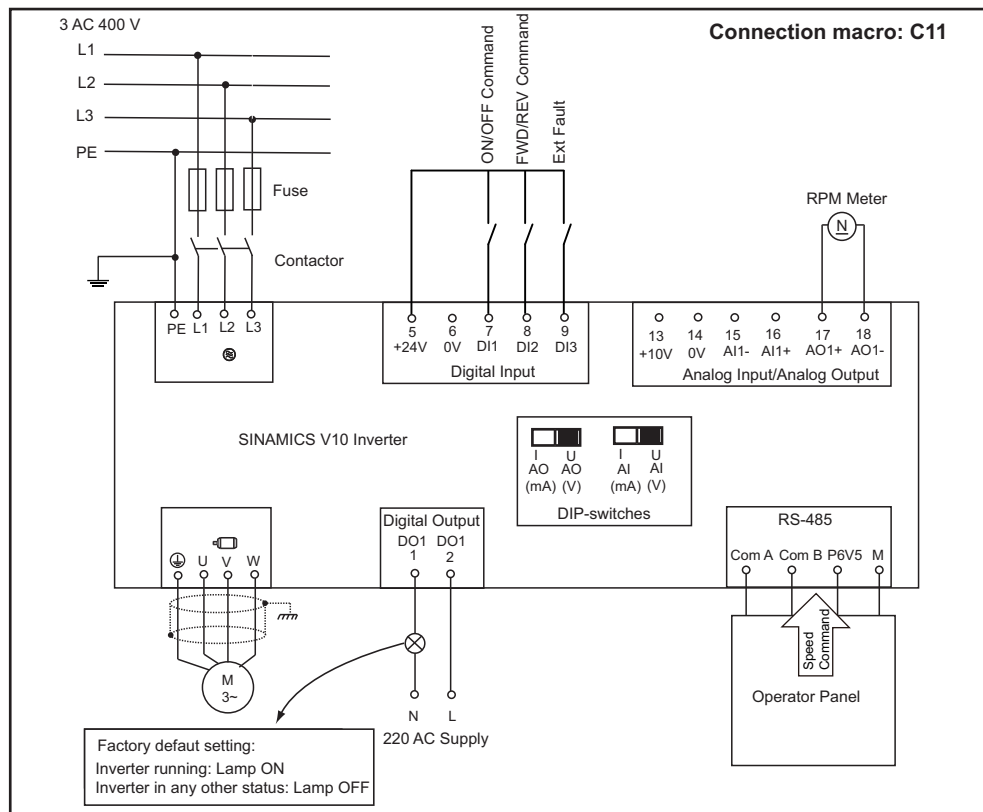 3 AC 400 V
Connection macro: C11
L1
L2
L3
PE
ON/OFF Command
FWD/REV Command
Ext Fault
Fuse
Contactor
RPM Meter
N
PE L1 L2 L3
5 6 7 8 9
+24V 0V DI1 DI2 DI3
Digital Input
13 14 15 16 17 18
+10V 0V AI1- AI1+ AO1+ AO1-
Analog Input/Analog Output
SINAMICS V10 Inverter
I U I U
AO AO AI AI
(mA) (V) (mA) (V)
DIP-switches
Digital Output
DO1 DO1
1 2
RS-485
Com A Com B P6V5 M
U V W
M
3~
Speed
Command
Operator Panel
N L
220 AC Supply
Factory defaut setting:
Inverter running: Lamp ON
Inverter in any other status: Lamp OFF